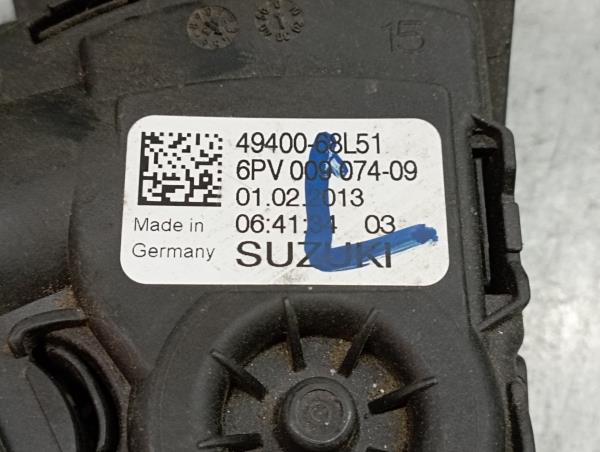 15
49400-68L51
6PV 009 074-09
01.02.2013
Made in 06:41:34 03
Germany SUZUKI